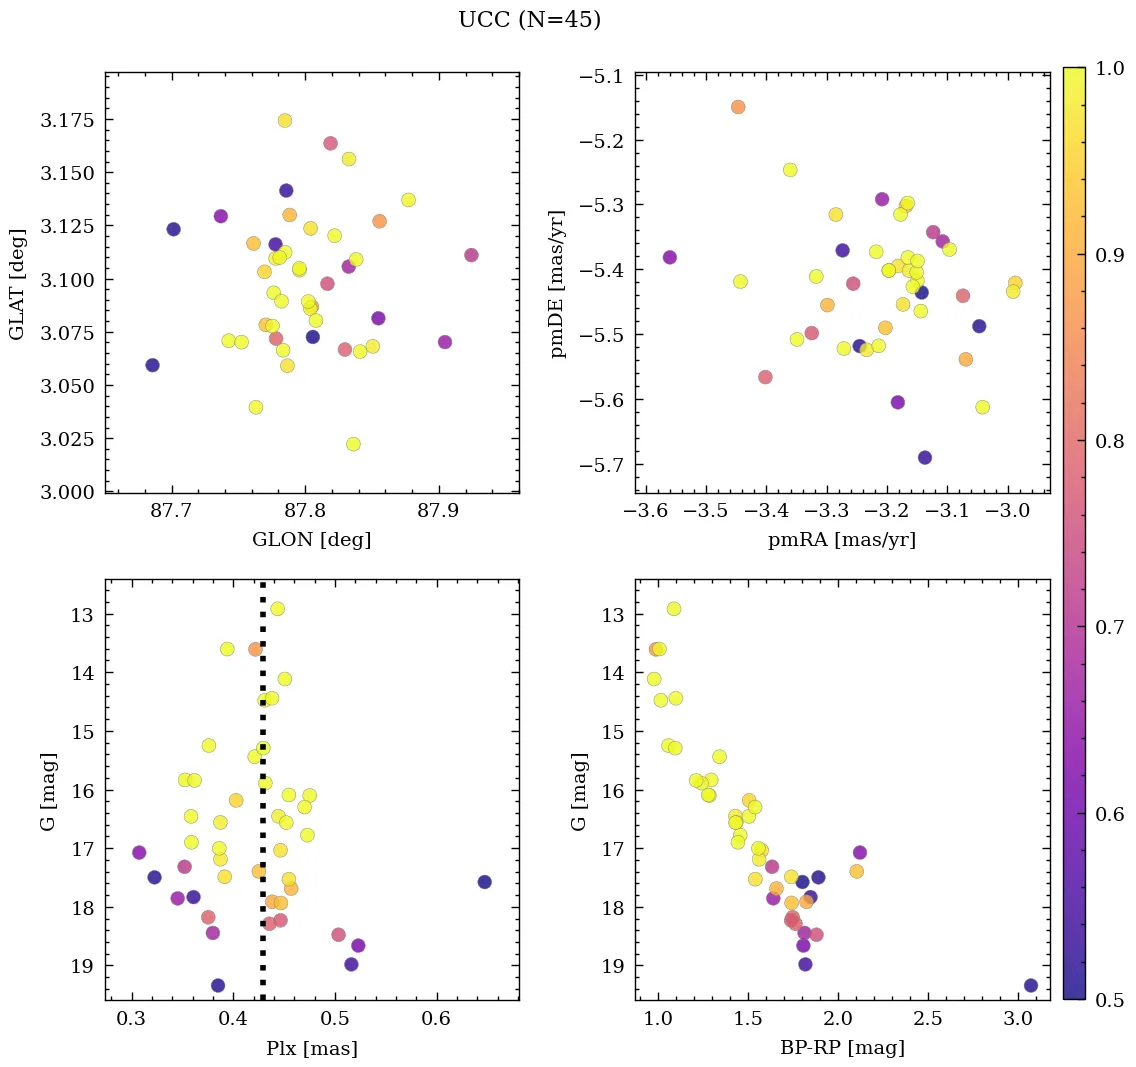 UCC (N=45)
3.175
3.150
3.125
3.100
3.075
3.050
3.025
3.000
GLAT [deg]
87.7 87.8 87.9
GLON [deg]
−5.1
−5.2
−5.3
−5.4
−5.5
−5.6
−5.7
pmDE [mas/yr]
−3.6 −3.5 −3.4 −3.3 −3.2 −3.1 −3.0
pmRA [mas/yr]
13
14
15
16
17
18
19
G [mag]
0.3 0.4 0.5 0.6
Plx [mas]
13
14
15
16
17
18
19
G [mag]
1.0 1.5 2.0 2.5 3.0
BP-RP [mag]
1.0
0.9
0.8
0.7
0.6
0.5